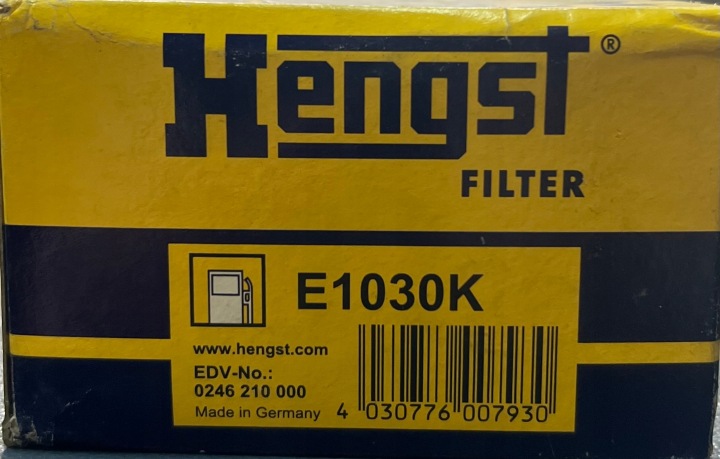 Hengst®
FILTER
E1030K
www.hengst.com
EDV-No.:
0246 210 000
Made in Germany
4 030776 007930